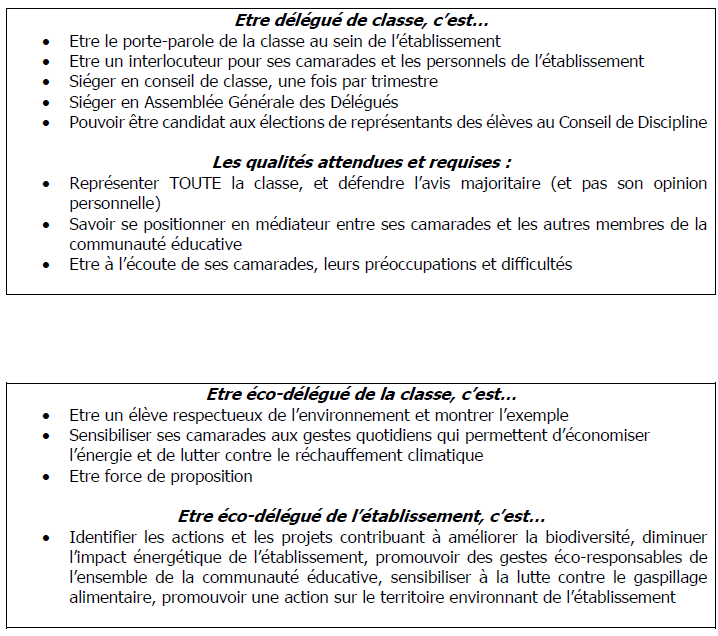 Etre délégué de classe, c’est…
• Etre le porte-parole de la classe au sein de l’établissement
• Etre un interlocuteur pour ses camarades et les personnels de l’établissement
• Siéger en conseil de classe, une fois par trimestre
• Siéger en Assemblée Générale des Délégués
• Pouvoir être candidat aux élections de représentants des élèves au Conseil de Discipline
Les qualités attendues et requises :
• Représenter TOUTE la classe, et défendre l’avis majoritaire (et pas son opinion
personnelle)
• Savoir se positionner en médiateur entre ses camarades et les autres membres de la
communauté éducative
• Etre à l’écoute de ses camarades, leurs préoccupations et difficultés
Etre éco-délégué de la classe, c’est…
• Etre un élève respectueux de l’environnement et montrer l’exemple
• Sensibiliser ses camarades aux gestes quotidiens qui permettent d’économiser
l’énergie et de lutter contre le réchauffement climatique
• Etre force de proposition
Etre éco-délégué de l’établissement, c’est…
• Identifier les actions et les projets contribuant à améliorer la biodiversité, diminuer
l’impact énergétique de l’établissement, promouvoir des gestes éco-responsables de
l’ensemble de la communauté éducative, sensibiliser à la lutte contre le gaspillage
alimentaire, promouvoir une action sur le territoire environnant de l’établissement